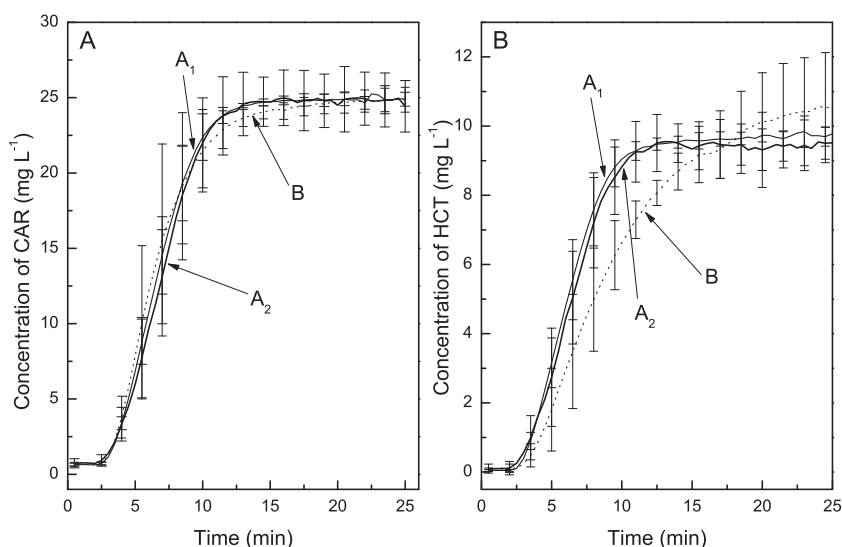 A
A1
B
A2
30
25
20
15
10
5
0
Concentration of CAR (mg L-1)
0 5 10 15 20 25
Time (min)
B
A1
B
A2
12
10
8
6
4
2
0
Concentration of HCT (mg L-1)
0 5 10 15 20 25
Time (min)